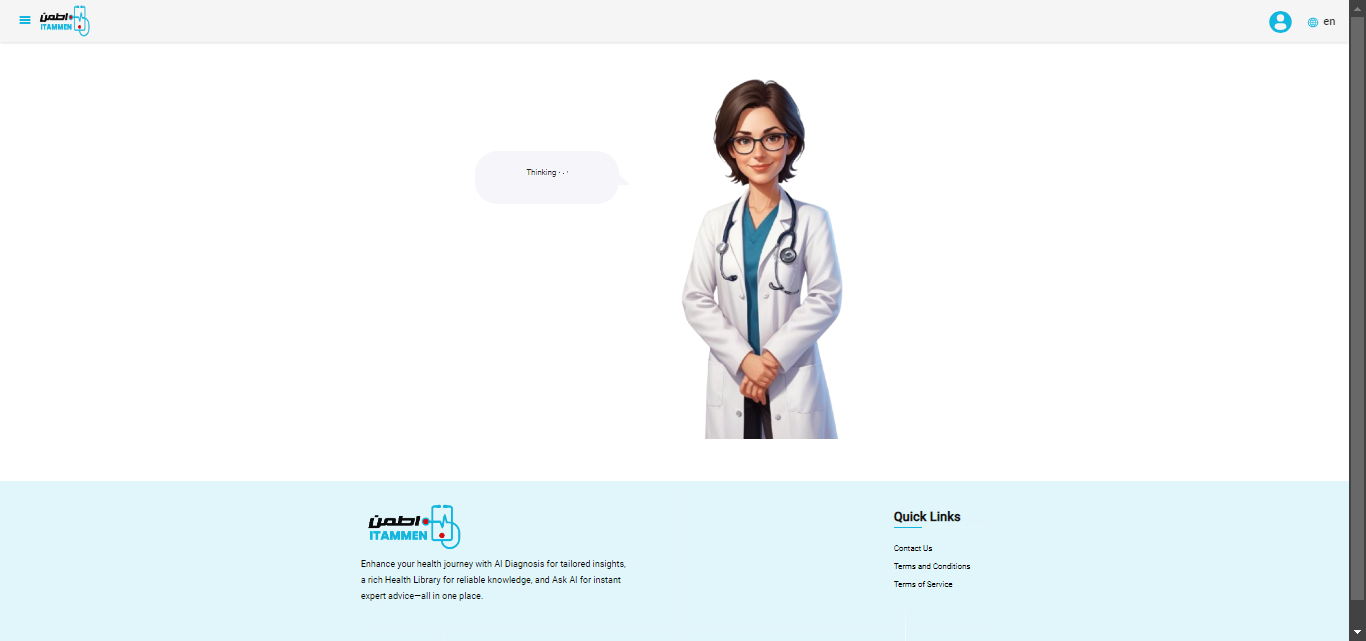 اطمن
ITAMMEN
en
Thinking · · ·
اطمن
ITAMMEN
Enhance your health journey with AI Diagnosis for tailored insights,
a rich Health Library for reliable knowledge, and Ask AI for instant
expert advice—all in one place.
Quick Links
Contact Us
Terms and Conditions
Terms of Service